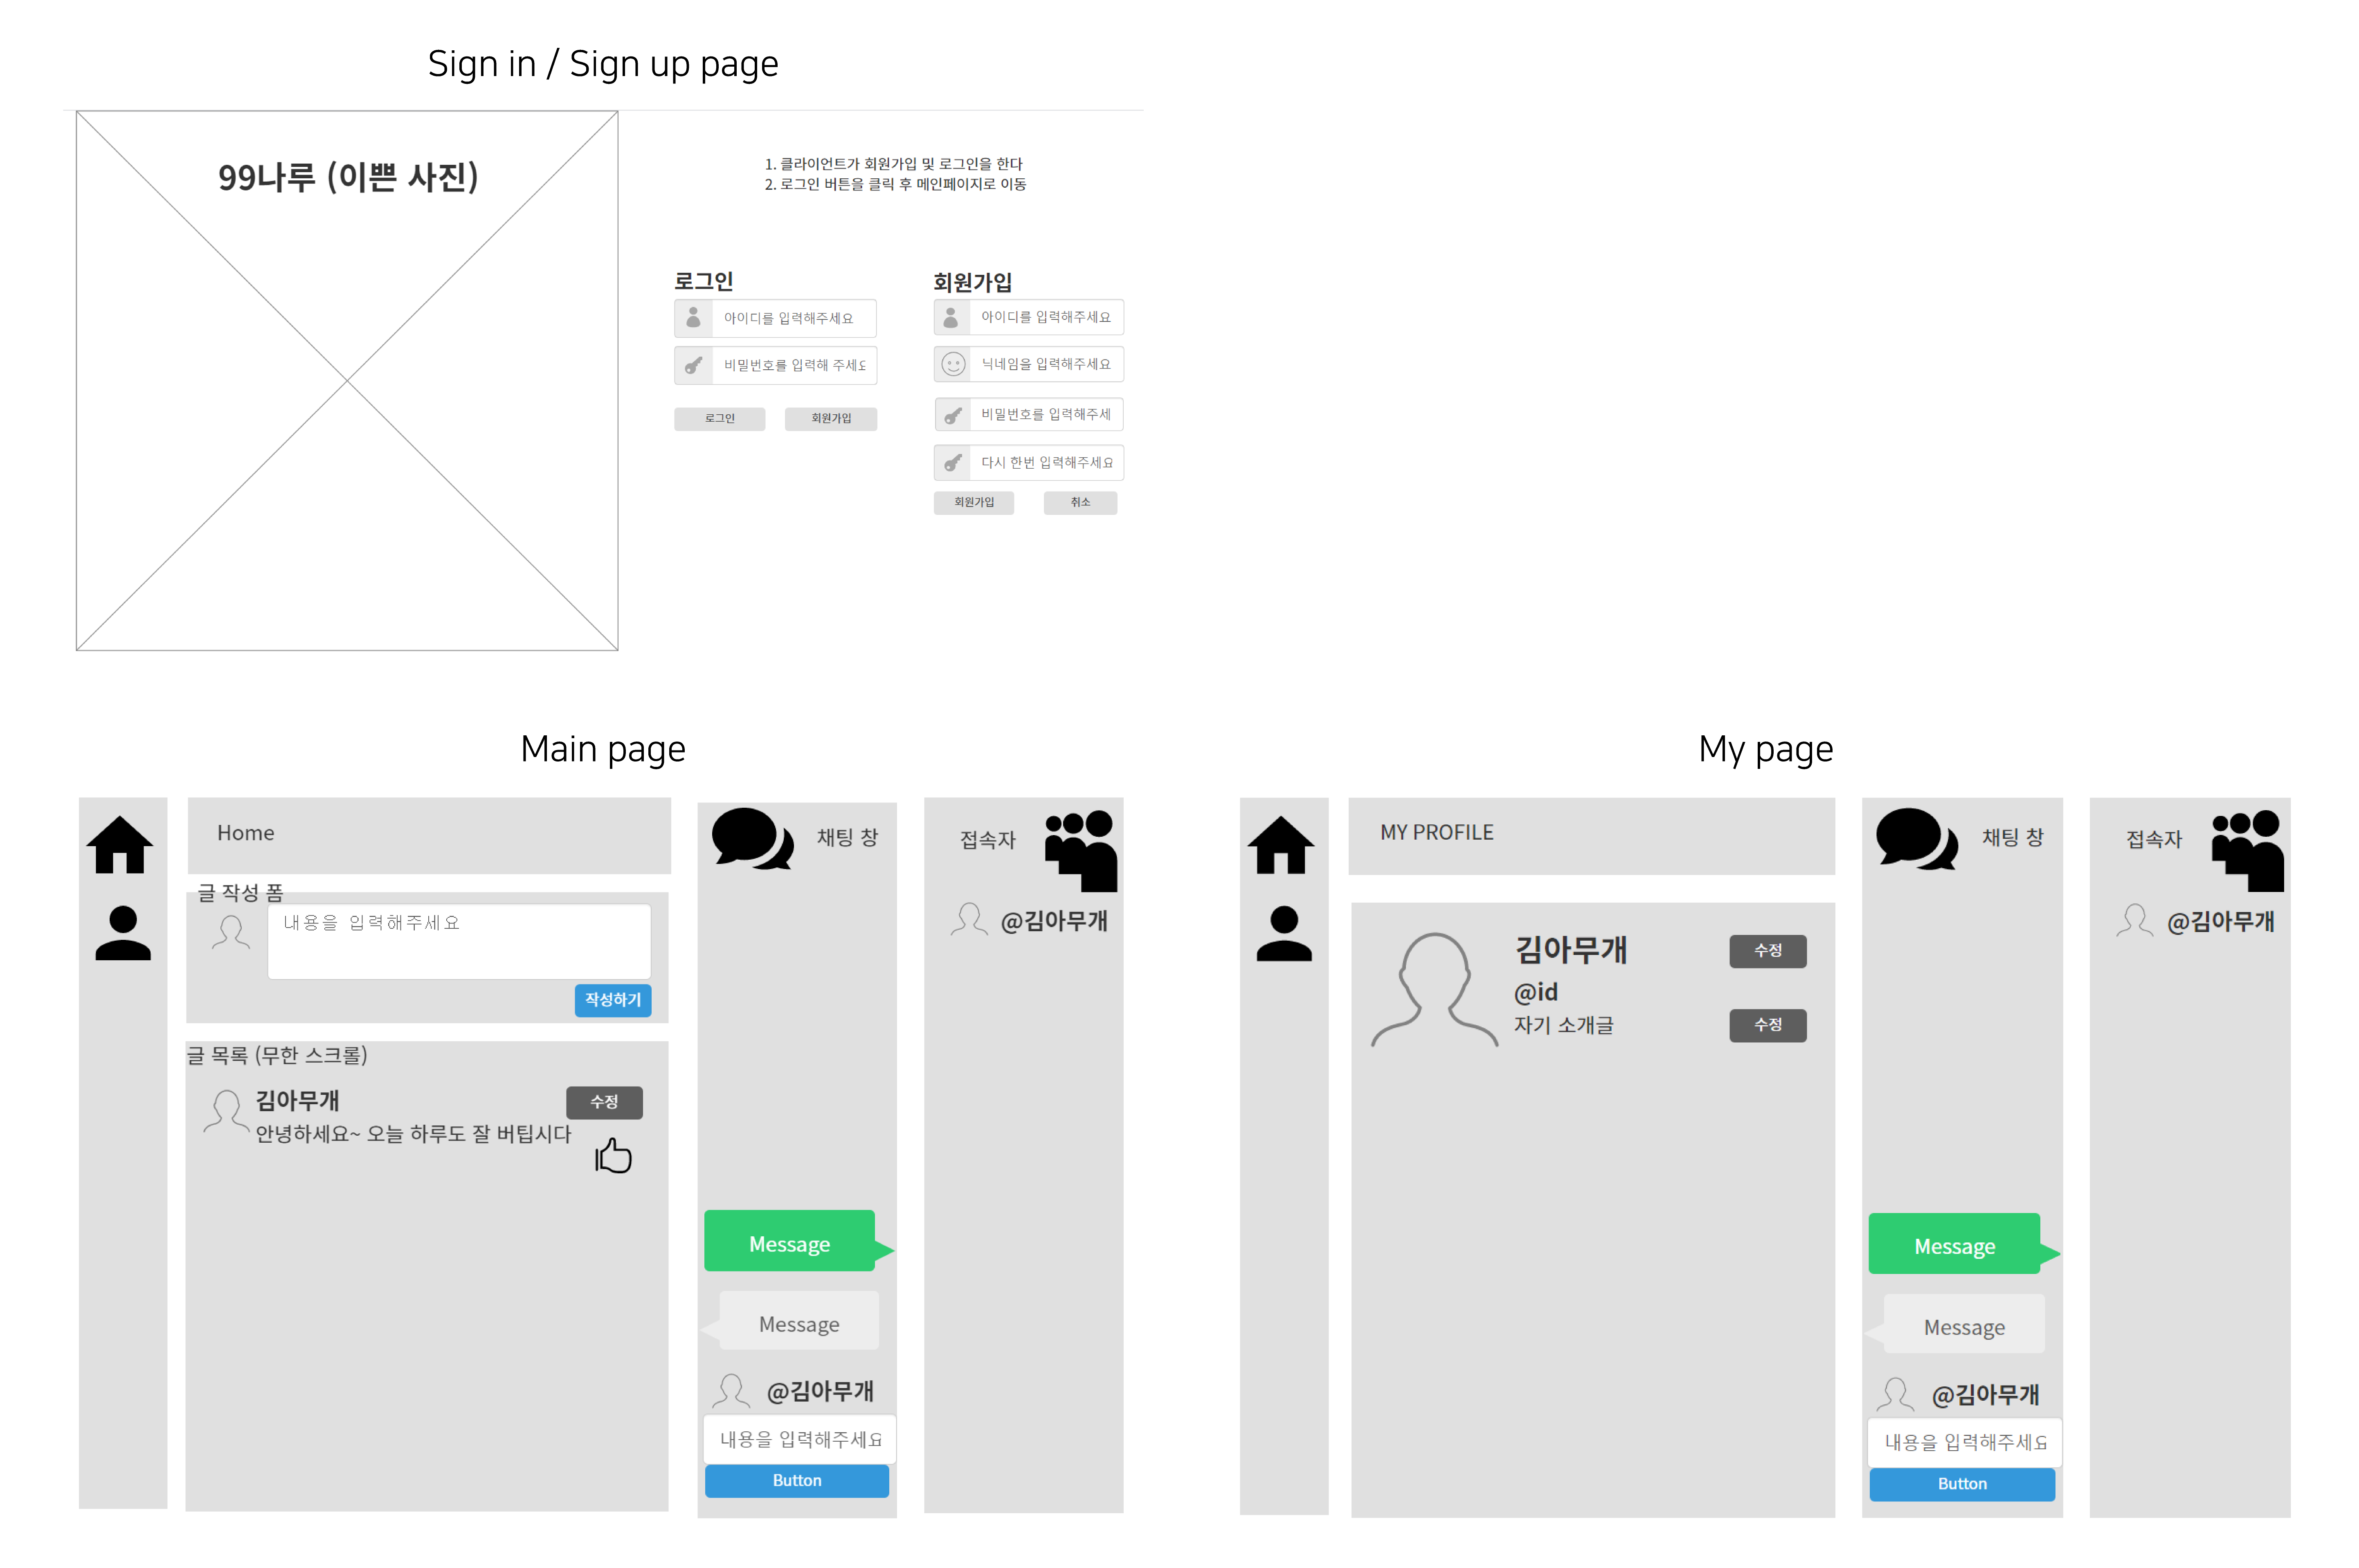 Sign in / Sign up page
99나루 (이쁜 사진)
1. 클라이언트가 회원가입 및 로그인을 한다
2. 로그인 버튼을 클릭 후 메인페이지로 이동
로그인
아이디를 입력해주세요
비밀번호를 입력해 주세요
로그인
회원가입
회원가입
아이디를 입력해주세요
닉네임을 입력해주세요
비밀번호를 입력해주세
다시 한번 입력해주세요
회원가입
취소
Main page
Home
글 작성 폼
내용을 입력해주세요
작성하기
글 목록 (무한 스크롤)
김아무개
수정
안녕하세요~ 오늘 하루도 잘 버팁시다
채팅 창
Message
Message
@김아무개
내용을 입력해주세요
Button
접속자
@김아무개
My page
MY PROFILE
김아무개
수정
@id
자기 소개글
수정
채팅 창
Message
Message
@김아무개
내용을 입력해주세요
Button
접속자
@김아무개